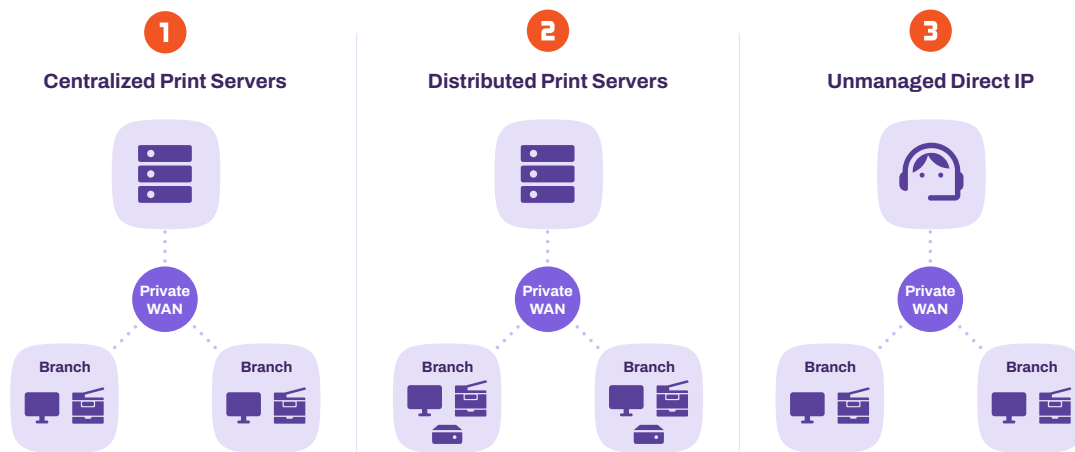 1
Centralized Print Servers
Private
WAN
Branch
Branch
2
Distributed Print Servers
Private
WAN
Branch
Branch
3
Unmanaged Direct IP
Private
WAN
Branch
Branch